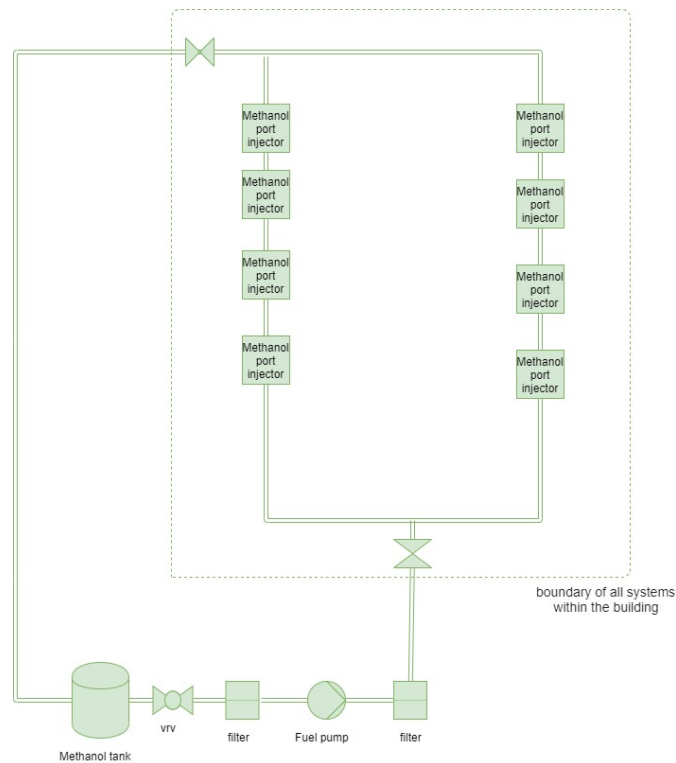 Methanol
port
injector
Methanol
port
injector
Methanol
port
injector
Methanol
port
injector
Methanol
port
injector
Methanol
port
injector
Methanol
port
injector
Methanol
port
injector
boundary of all systems
within the building
vrv
filter
Fuel pump
filter
Methanol tank